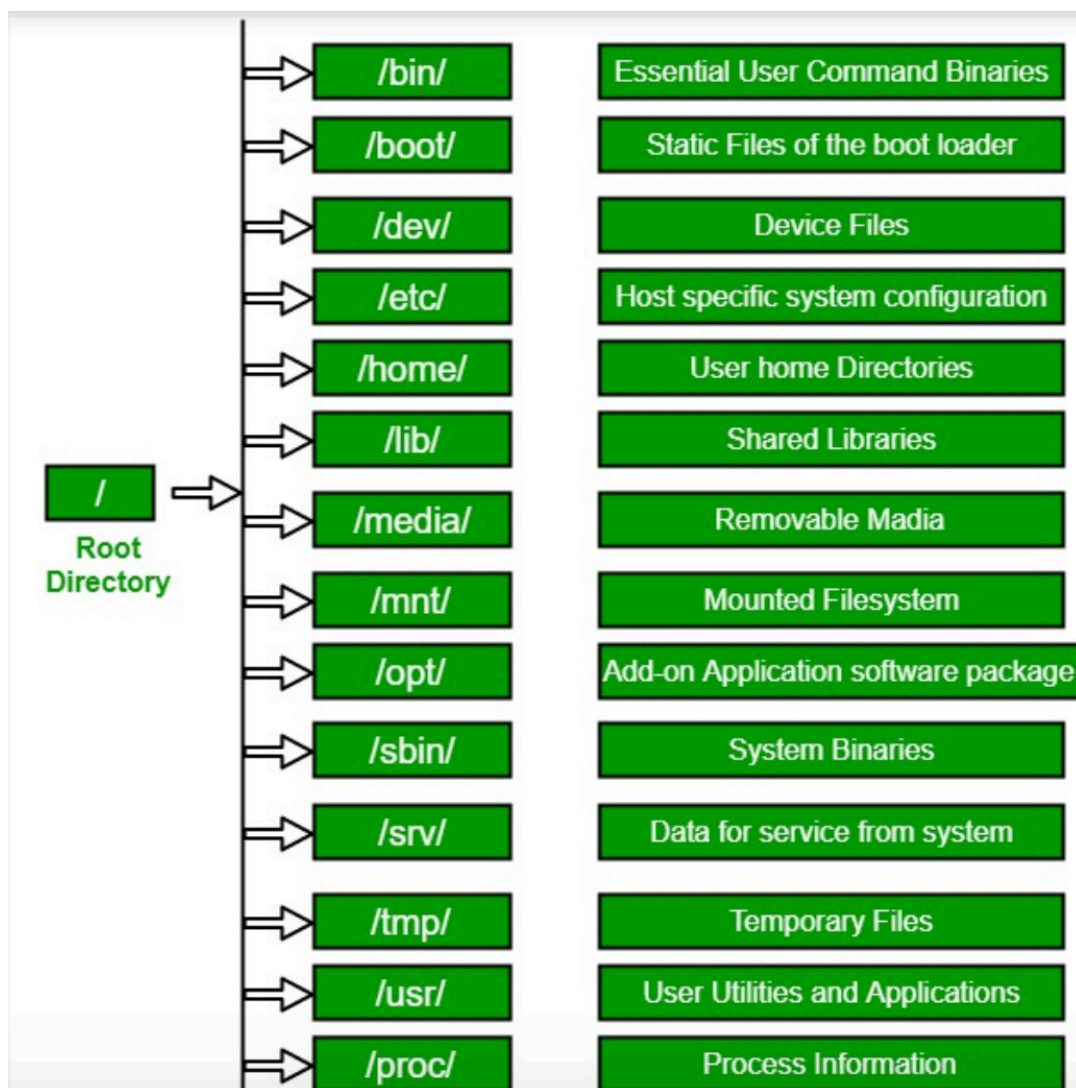 /bin/ Essential User Command Binaries
/boot/ Static Files of the boot loader
/dev/ Device Files
/etc/ Host specific system configuration
/home/ User home Directories
/lib/ Shared Libraries
/
Root
Directory
/media/ Removable Madia
/mnt/ Mounted Filesystem
/opt/ Add-on Application software package
/sbin/ System Binaries
/srv/ Data for service from system
/tmp/ Temporary Files
/usr/ User Utilities and Applications
/proc/ Process Information